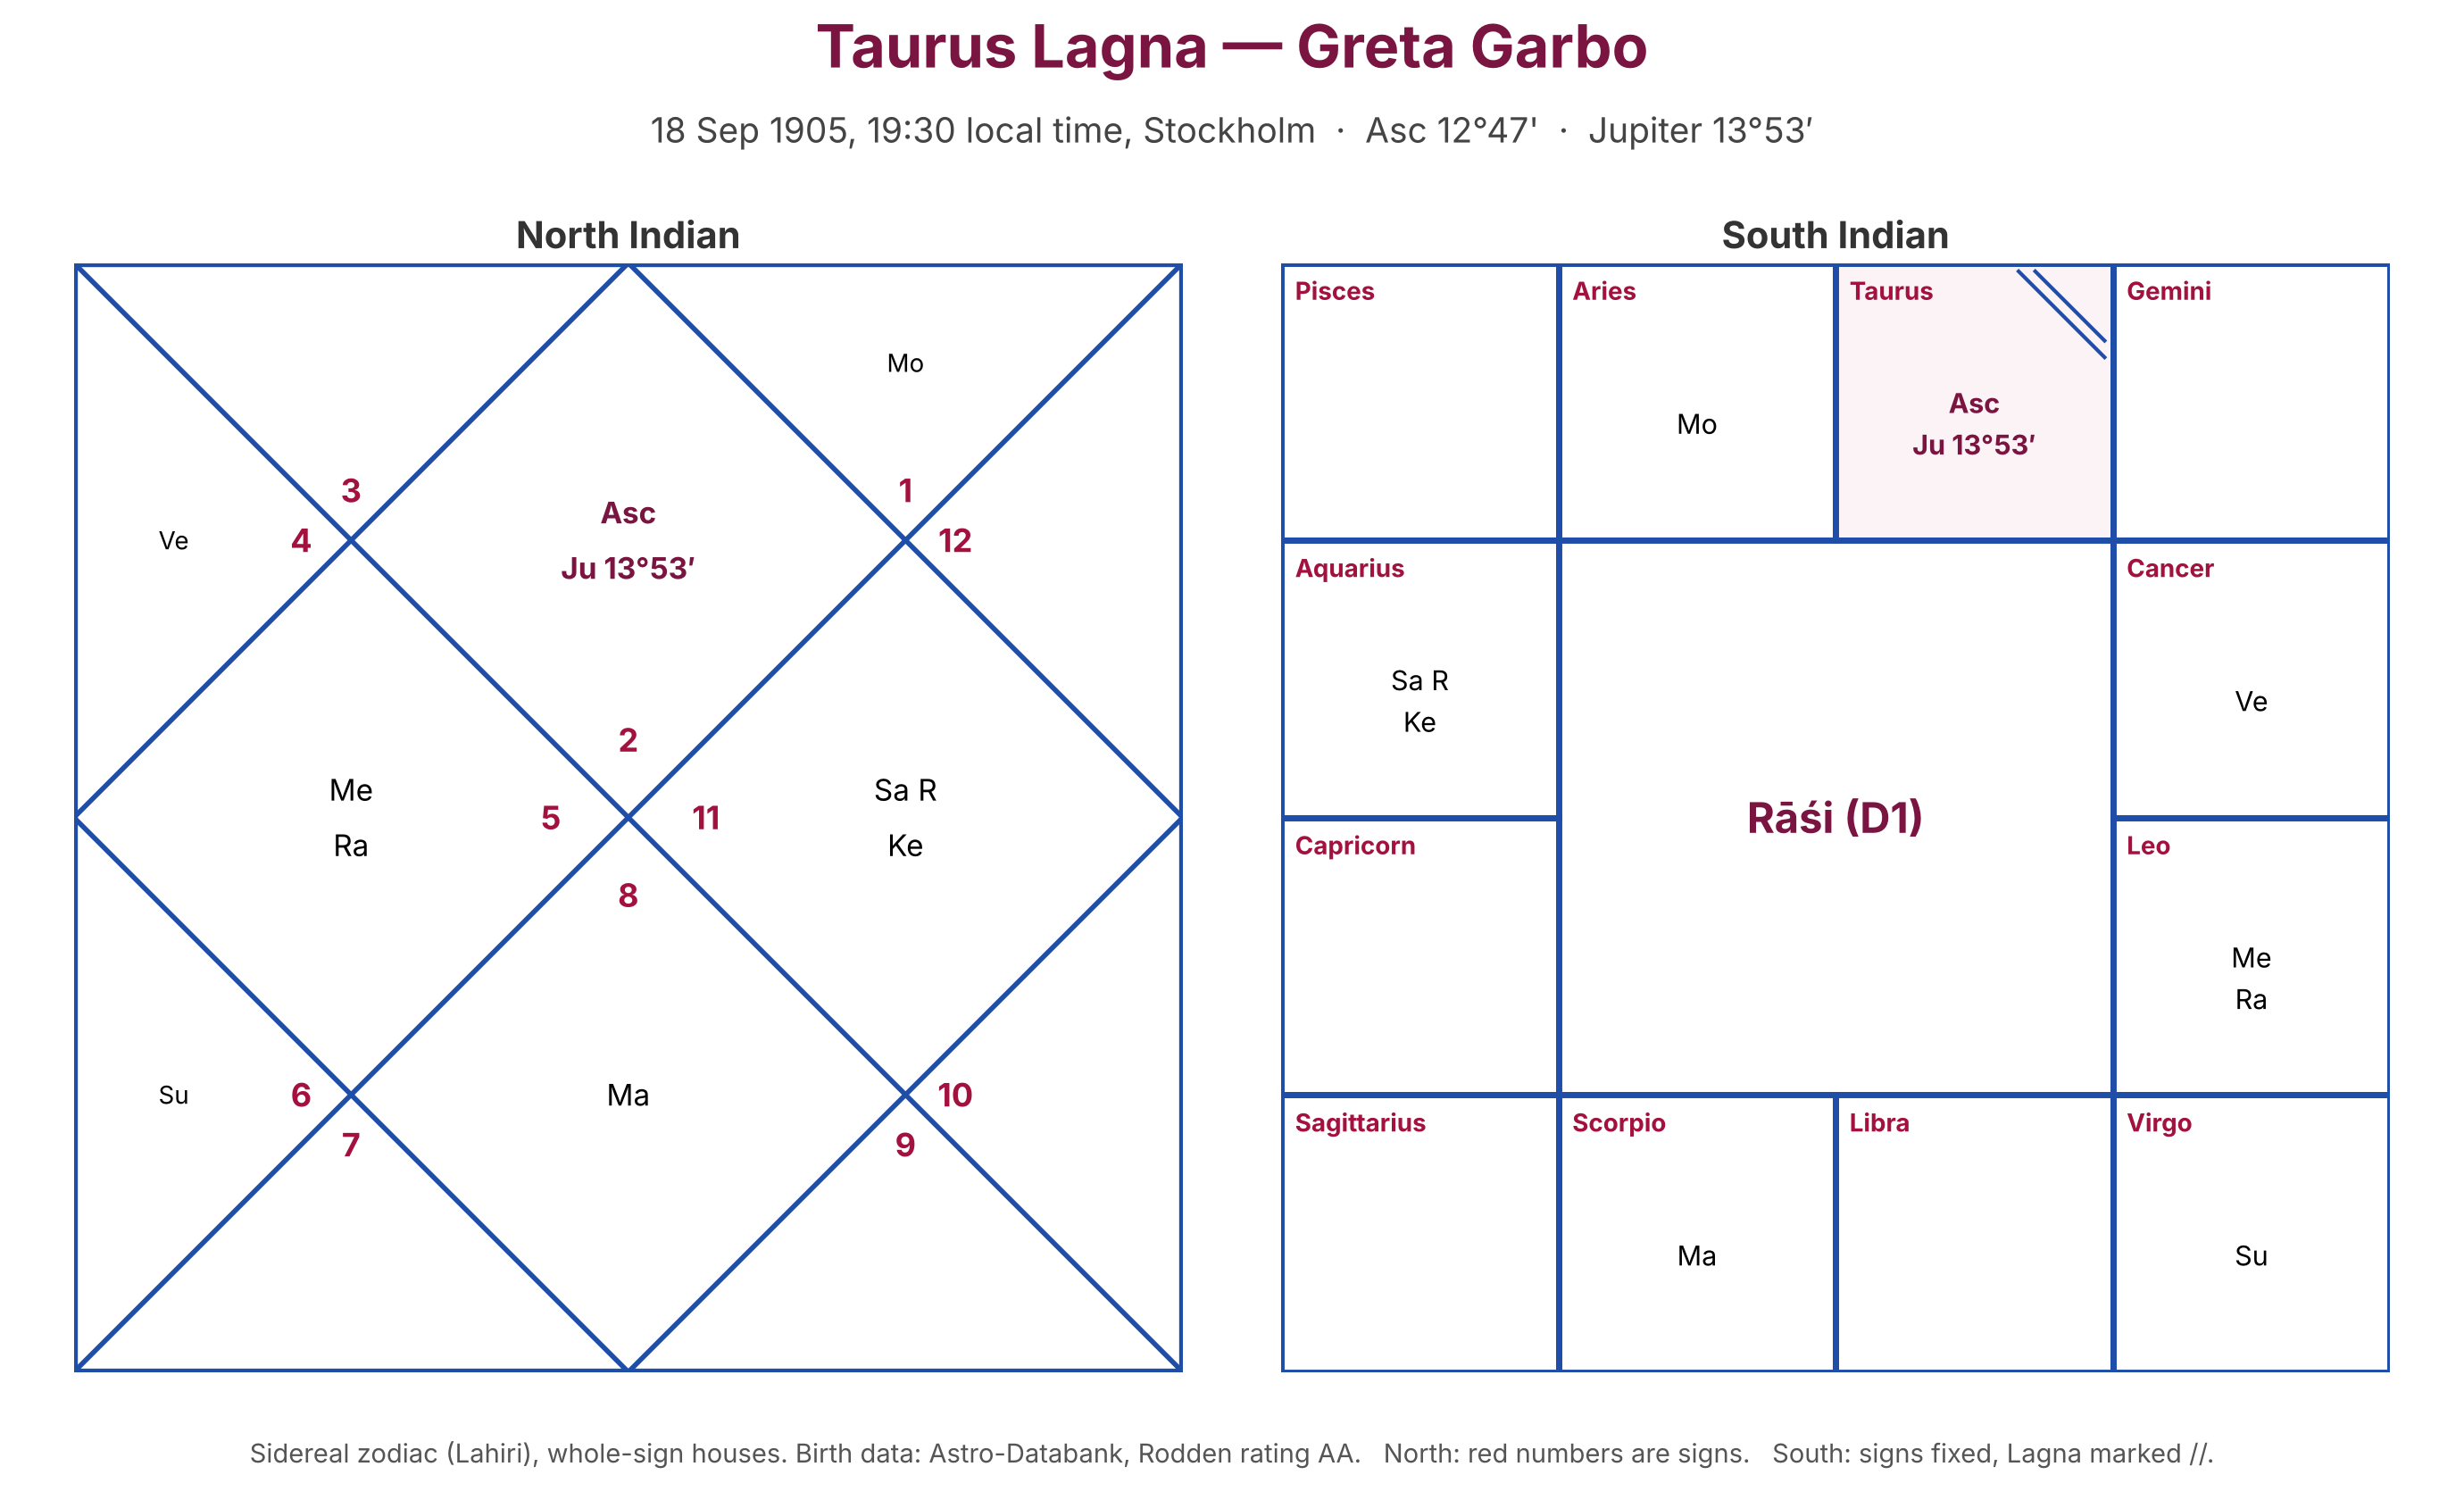 Taurus Lagna — Greta Garbo
18 Sep 1905, 19:30 local time, Stockholm · Asc 12°47' · Jupiter 13°53′
North Indian
Mo
3
1
4
12
Ve
Asc
Ju 13°53′
2
Me
Ra
5
11
Sa R
Ke
8
Su
6
7
Ma
10
9
South Indian
Pisces
Aries
Mo
Taurus
Asc
Ju 13°53′
Gemini
Aquarius
Sa R
Ke
Cancer
Ve
Rāśi (D1)
Capricorn
Leo
Me
Ra
Sagittarius
Scorpio
Ma
Libra
Virgo
Su
Sidereal zodiac (Lahiri), whole-sign houses. Birth data: Astro-Databank, Rodden rating AA. North: red numbers are signs. South: signs fixed, Lagna marked //.